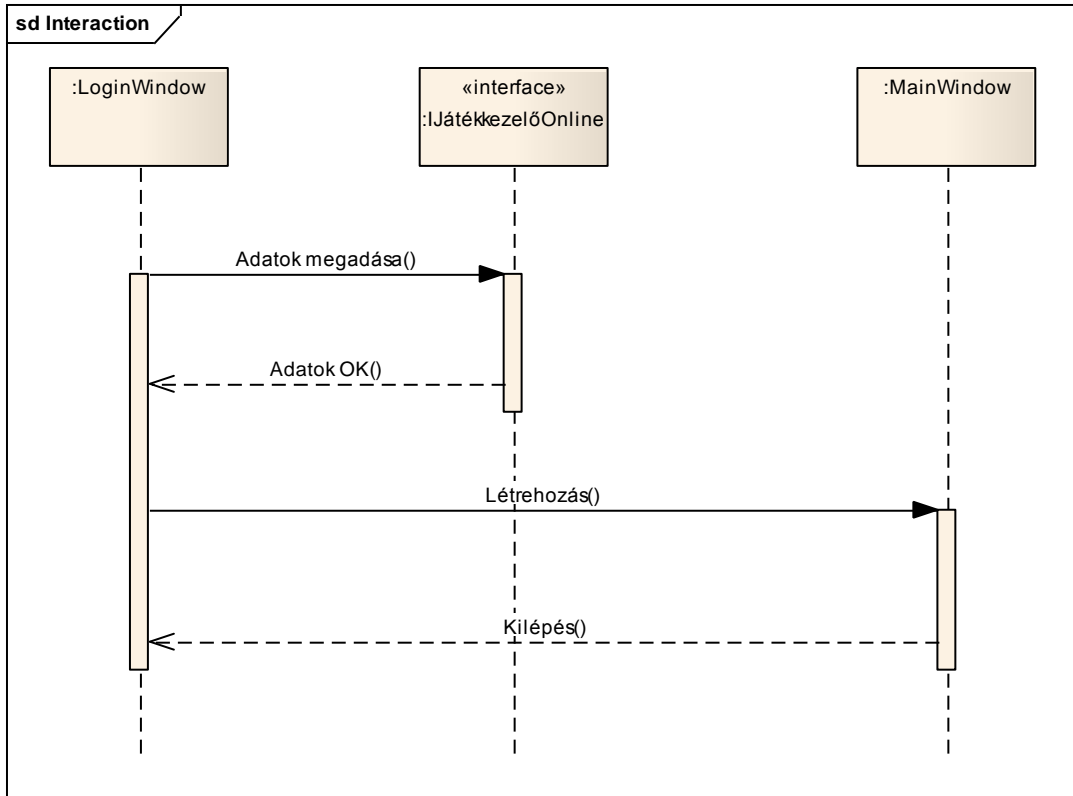 sd Interaction
:LoginWindow
«interface»
:IJátékkezelőOnline
:MainWindow
Adatok megadása()
Adatok OK()
Létrehozás()
Kilépés()